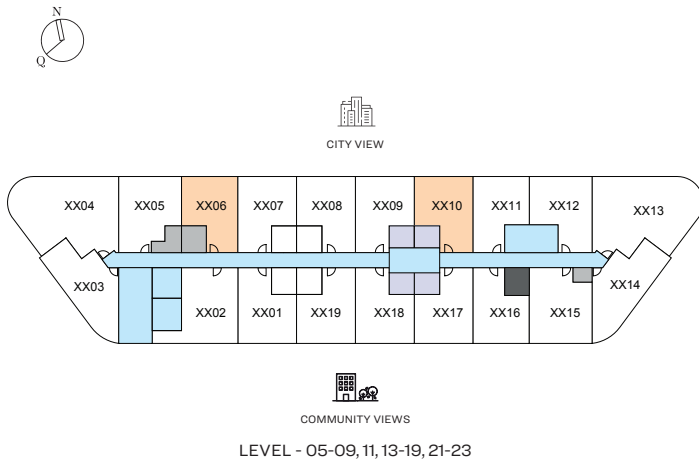 N
Q
CITY VIEW
XX04 XX05 XX06 XX07 XX08 XX09 XX10 XX11 XX12 XX13
XX03 XX14
XX02 XX01 XX19 XX18 XX17 XX16 XX15
COMMUNITY VIEWS
LEVEL - 05-09, 11, 13-19, 21-23